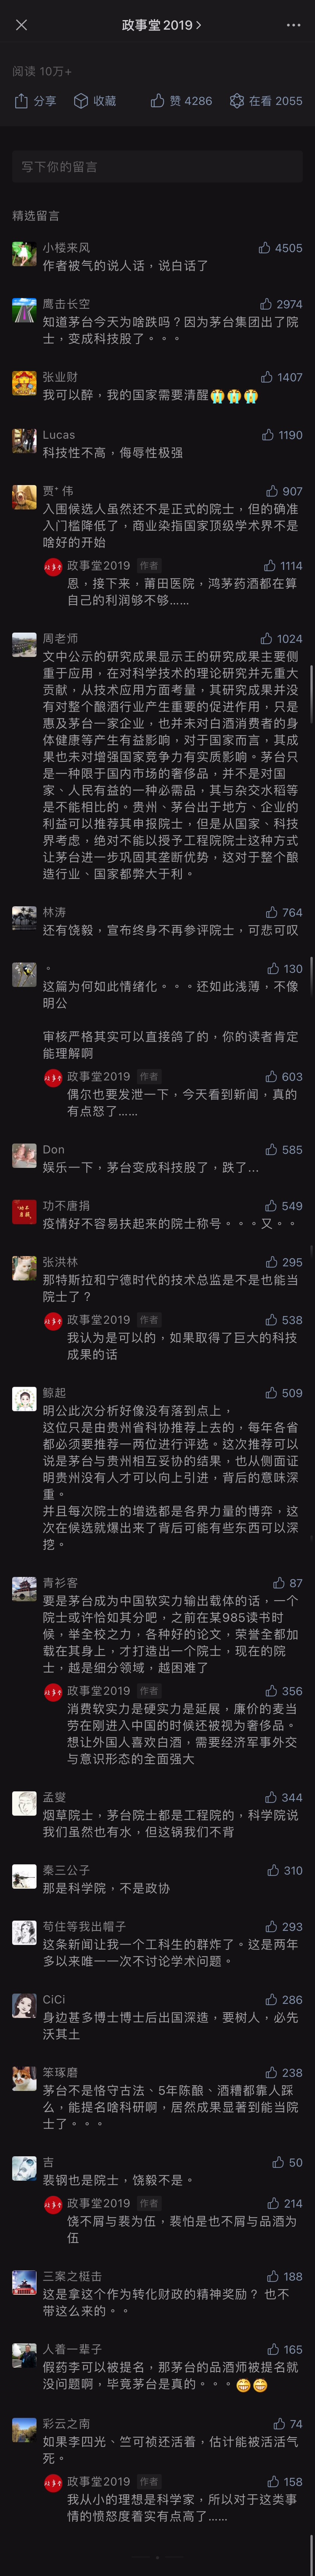 政事堂2019
阅读 10万+
分享 收藏 赞 4286 在看 2055
写下你的留言
精选留言
小楼来风 4505
作者被气的说人话，说白话了
鹰击长空 2974
知道茅台今天为啥跌吗？因为茅台集团出了院
士，变成科技股了。。。
张业财 1407
我可以醉，我的国家需要清醒😭😭😭
Lucas 1190
科技性不高，侮辱性极强
贾⁺ 伟 907
入围候选人虽然还不是正式的院士，但的确准
入门槛降低了，商业染指国家顶级学术界不是
啥好的开始
政事堂2019 作者 1114
恩，接下来，莆田医院，鸿茅药酒都在算
自己的利润够不够......
周老师 1024
文中公示的研究成果显示王的研究成果主要侧
重于应用，在对科学技术的理论研究并无重大
贡献，从技术应用方面考量，其研究成果并没
有对整个酿酒行业产生重要的促进作用，只是
惠及茅台一家企业，也并未对白酒消费者的身
体健康等产生有益影响，对于国家而言，其成
果也未对增强国家竞争力有实质影响。茅台只
是一种限于国内市场的奢侈品，并不是对国
家、人民有益的一种必需品，其与杂交水稻等
是不能相比的。贵州、茅台出于地方、企业的
利益可以推荐其申报院士，但是从国家、科技
界考虑，绝对不能以授予工程院院士这种方式
让茅台进一步巩固其垄断优势，这对于整个酿
造行业、国家都弊大于利。
林涛 764
还有饶毅，宣布终身不再参评院士，可悲可叹
。 130
这篇为何如此情绪化。。。还如此浅薄，不像
明公
审核严格其实可以直接鸽了的，你的读者肯定
能理解啊
政事堂2019 作者 603
偶尔也要发泄一下，今天看到新闻，真的
有点怒了......
Don 585
娱乐一下，茅台变成科技股了，跌了...
功不唐捐 549
疫情好不容易扶起来的院士称号。。。又。。
张洪林 295
那特斯拉和宁德时代的技术总监是不是也能当
院士了？
政事堂2019 作者 538
我认为是可以的，如果取得了巨大的科技
成果的话
鲸起 509
明公此次分析好像没有落到点上，
这位只是由贵州省科协推荐上去的，每年各省
都必须要推荐一两位进行评选。这次推荐可以
说是茅台与贵州相互妥协的结果，也从侧面证
明贵州没有人才可以向上引进，背后的意味深
重。
并且每次院士的增选都是各界力量的博弈，这
次在候选就爆出来了背后可能有些东西可以深
挖。
青衫客 87
要是茅台成为中国软实力输出载体的话，一个
院士或许恰如其分吧，之前在某985读书时
候，举全校之力，各种好的论文，荣誉全都加
载在其身上，才打造出一个院士，现在的院
士，越是细分领域，越困难了
政事堂2019 作者 356
消费软实力是硬实力是延展，廉价的麦当
劳在刚进入中国的时候还被视为奢侈品。
想让外国人喜欢白酒，需要经济军事外交
与意识形态的全面强大
孟燮 344
烟草院士，茅台院士都是工程院的，科学院说
我们虽然也有水，但这锅我们不背
秦三公子 310
那是科学院，不是政协
苟住等我出帽子 293
这条新闻让我一个工科生的群炸了。这是两年
多以来唯一一次不讨论学术问题。
CiCi 286
身边甚多博士博士后出国深造，要树人，必先
沃其土
笨琢磨 238
茅台不是恪守古法、5年陈酿、酒糟都靠人踩
么，能提名啥科研啊，居然成果显著到能当院
士了。。。
吉 50
裴钢也是院士，饶毅不是。
政事堂2019 作者 214
饶不屑与裴为伍，裴怕是也不屑与品酒为
伍
三案之梃击 188
这是拿这个作为转化财政的精神奖励？ 也不
带这么来的。。
人着一辈子 165
假药李可以被提名，那茅台的品酒师被提名就
没问题啊，毕竟茅台是真的。。。😁😁
彩云之南 74
如果李四光、竺可祯还活着，估计能被活活气
死。
政事堂2019 作者 158
我从小的理想是科学家，所以对于这类事
情的愤怒度着实有点高了......